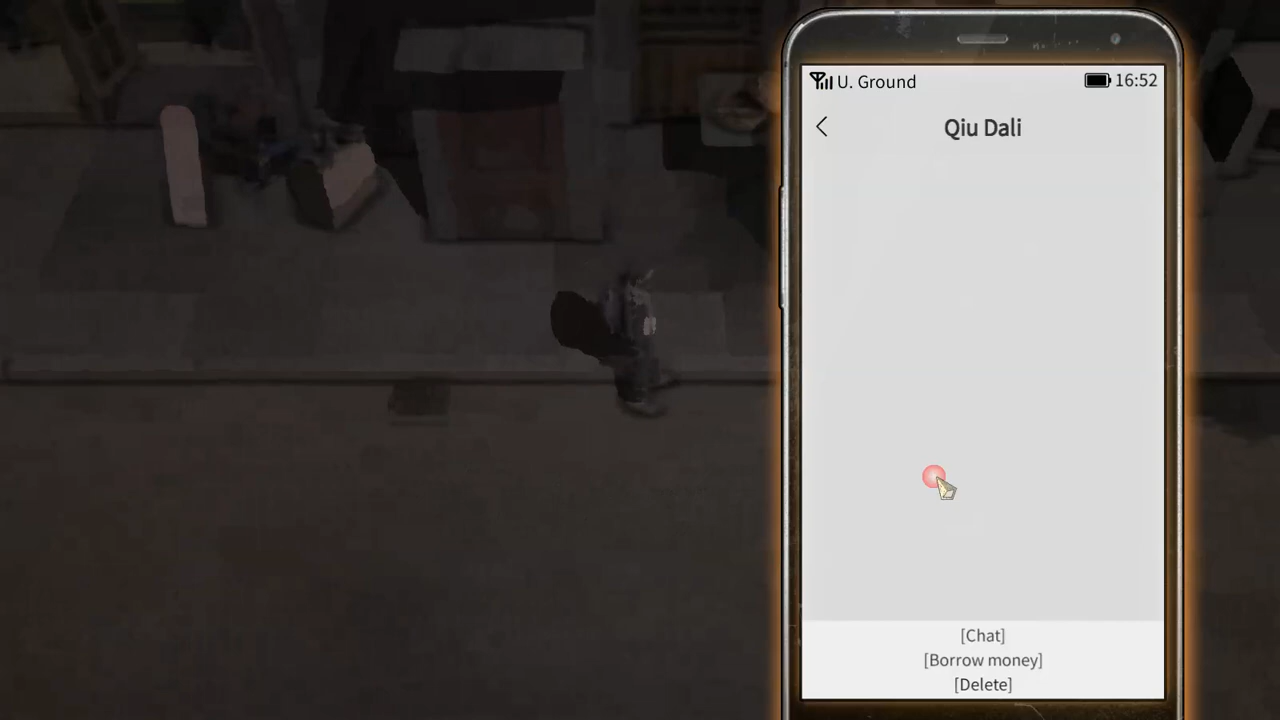 U. Ground
16:52
Qiu Dali
[Chat]
[Borrow money]
[Delete]